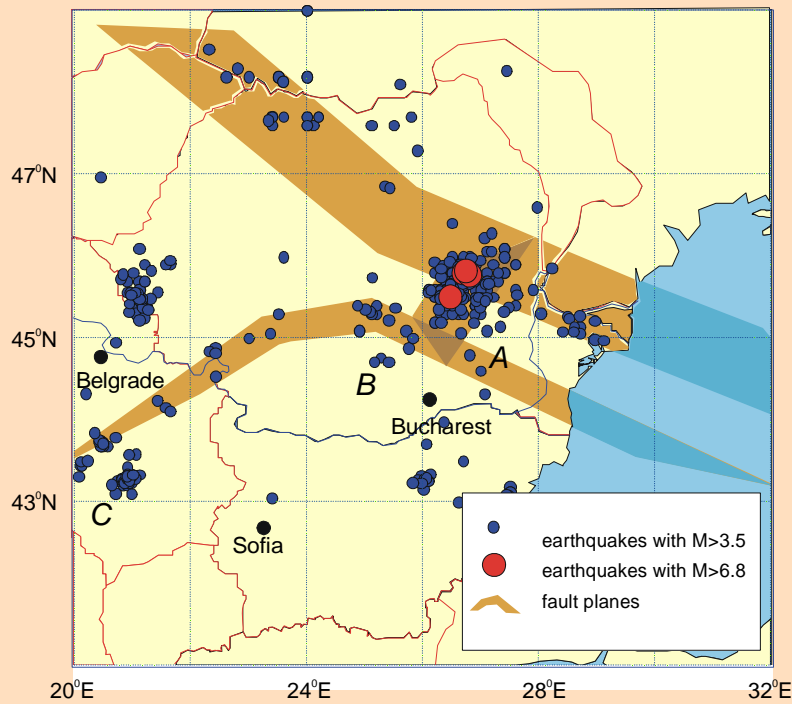 47⁰N
45⁰N
A
Belgrade
B
Bucharest
43⁰N
C
Sofia
earthquakes with M>3.5
earthquakes with M>6.8
fault planes
20⁰E
24⁰E
28⁰E
32⁰E